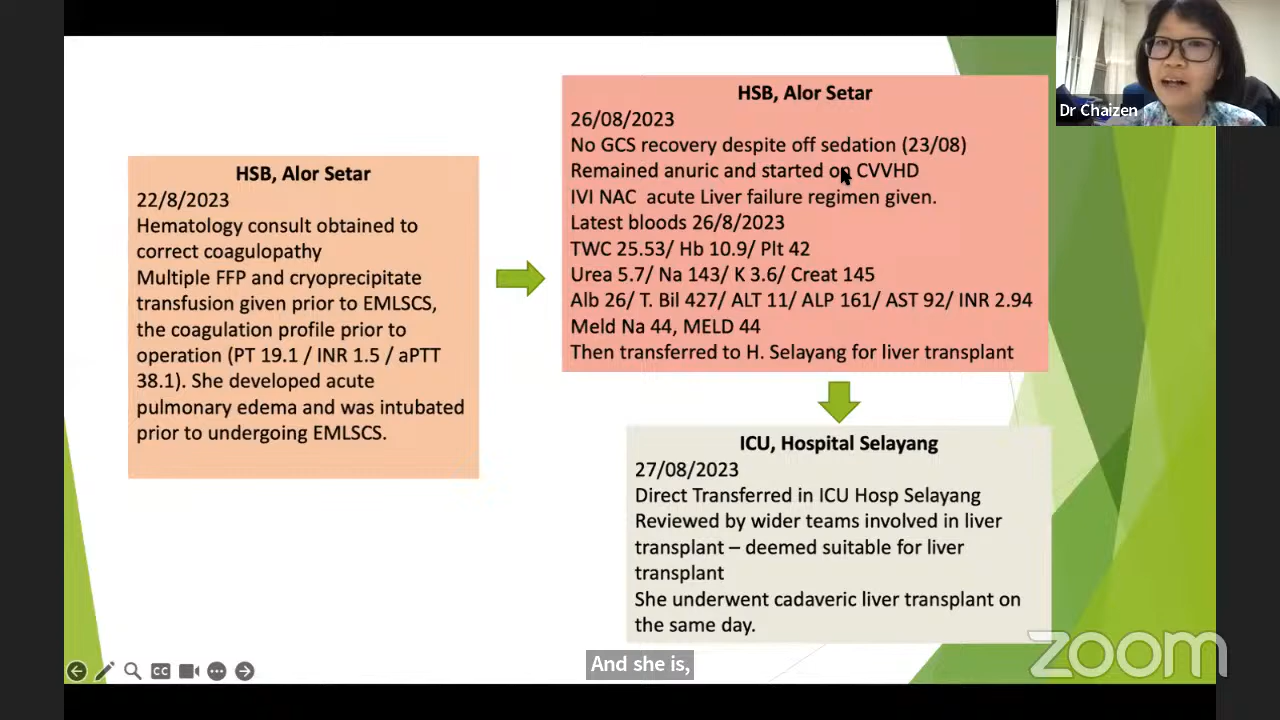 Dr Chaizen
HSB, Alor Setar
22/8/2023
Hematology consult obtained to
correct coagulopathy
Multiple FFP and cryoprecipitate
transfusion given prior to EMLSCS,
the coagulation profile prior to
operation (PT 19.1 / INR 1.5 / aPTT
38.1). She developed acute
pulmonary edema and was intubated
prior to undergoing EMLSCS.
HSB, Alor Setar
26/08/2023
No GCS recovery despite off sedation (23/08)
Remained anuric and started on CVVHD
IVI NAC  acute Liver failure regimen given.
Latest bloods 26/8/2023
TWC 25.53/ Hb 10.9/ Plt 42
Urea 5.7/ Na 143/ K 3.6/ Creat 145
Alb 26/ T. Bil 427/ ALT 11/ ALP 161/ AST 92/ INR 2.94
Meld Na 44, MELD 44
Then transferred to H. Selayang for liver transplant
ICU, Hospital Selayang
27/08/2023
Direct Transferred in ICU Hosp Selayang
Reviewed by wider teams involved in liver
transplant – deemed suitable for liver
transplant
She underwent cadaveric liver transplant on
the same day.
zoom
CC
And she is,